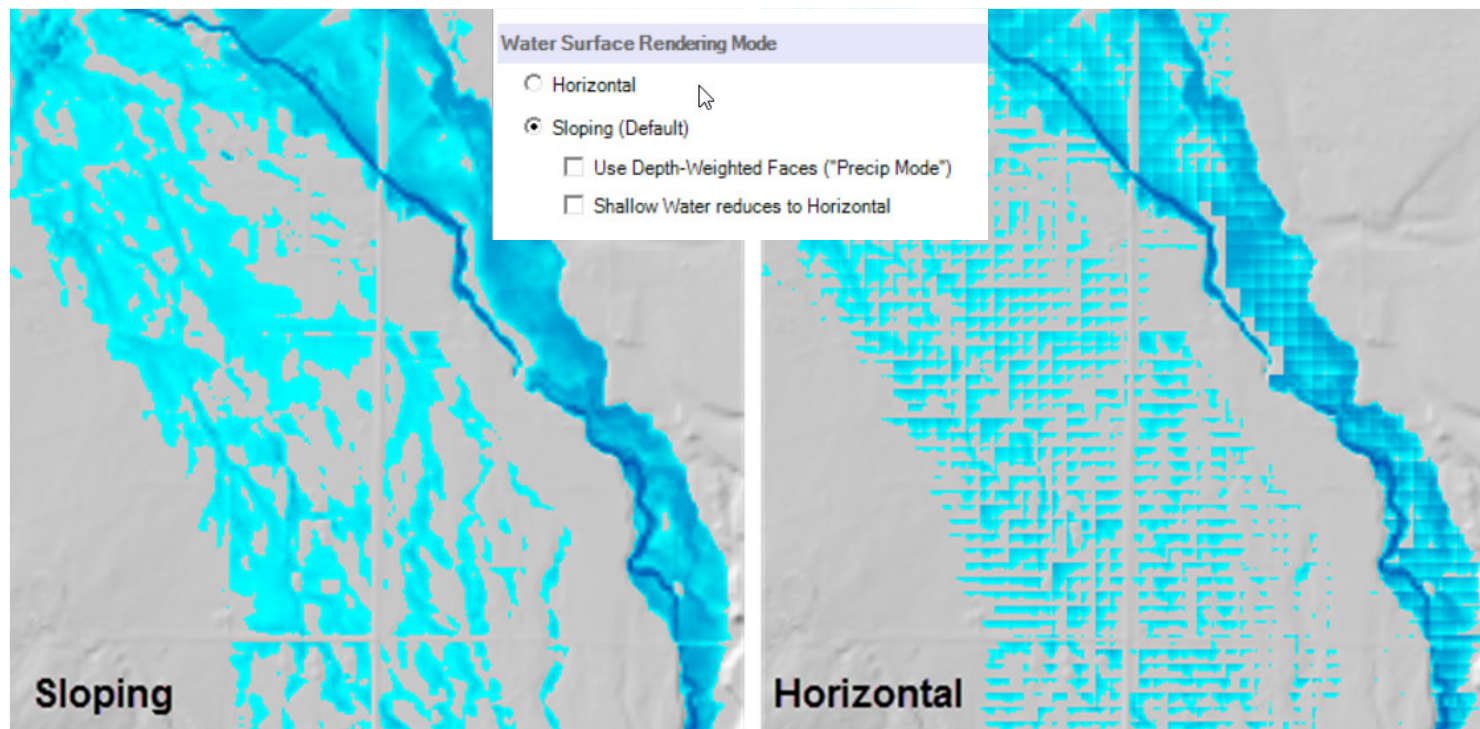 Water Surface Rendering Mode
Horizontal
Sloping (Default)
Use Depth-Weighted Faces ("Precip Mode")
Shallow Water reduces to Horizontal
Sloping
Horizontal